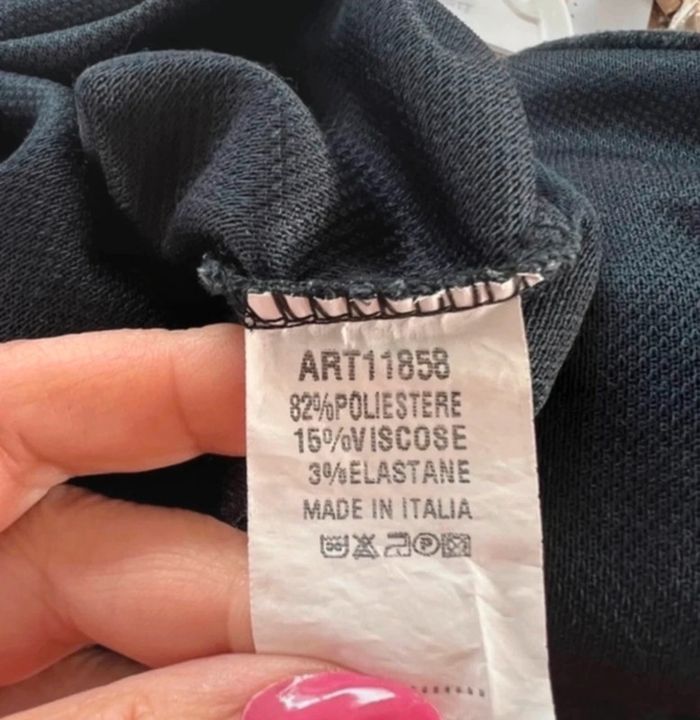 ART11858
82%POLIESTERE
15%VISCOSE
3%ELASTANE
MADE IN ITALIA